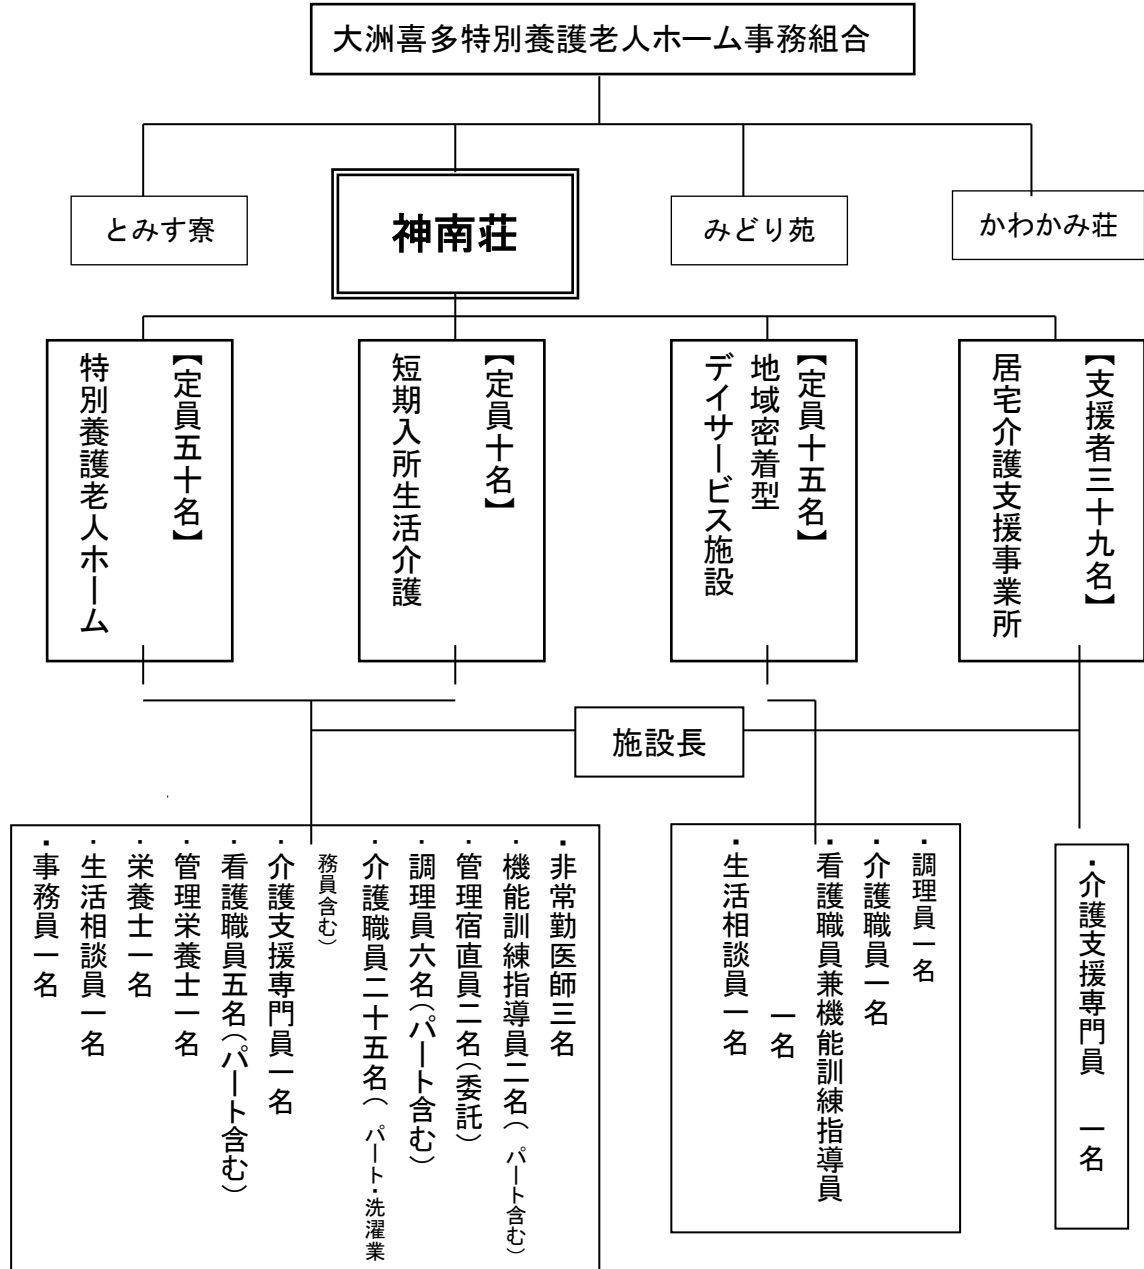 大洲喜多特別養護老人ホーム事務組合
とみす寮
神南荘
みどり苑
かわかみ荘
【定員五十名】
特別養護老人ホーム
【定員十名】
短期入所生活介護
【定員十五名】
地域密着型
デイサービス施設
【支援者三十九名】
居宅介護支援事業所
施設長
・事務員一名
・生活相談員一名
・栄養士一名
・管理栄養士一名
・看護職員五名(パート含む)
・介護支援専門員一名
・介護職員二十五名(パート・洗濯業
務員含む)
・調理員六名(パート含む)
・管理宿直員二名(委託)
・機能訓練指導員二名(パート含む)
・非常勤医師三名
・生活相談員一名
・看護職員兼機能訓練指導員
一名
・介護職員一名
・調理員一名
・介護支援専門員 一名